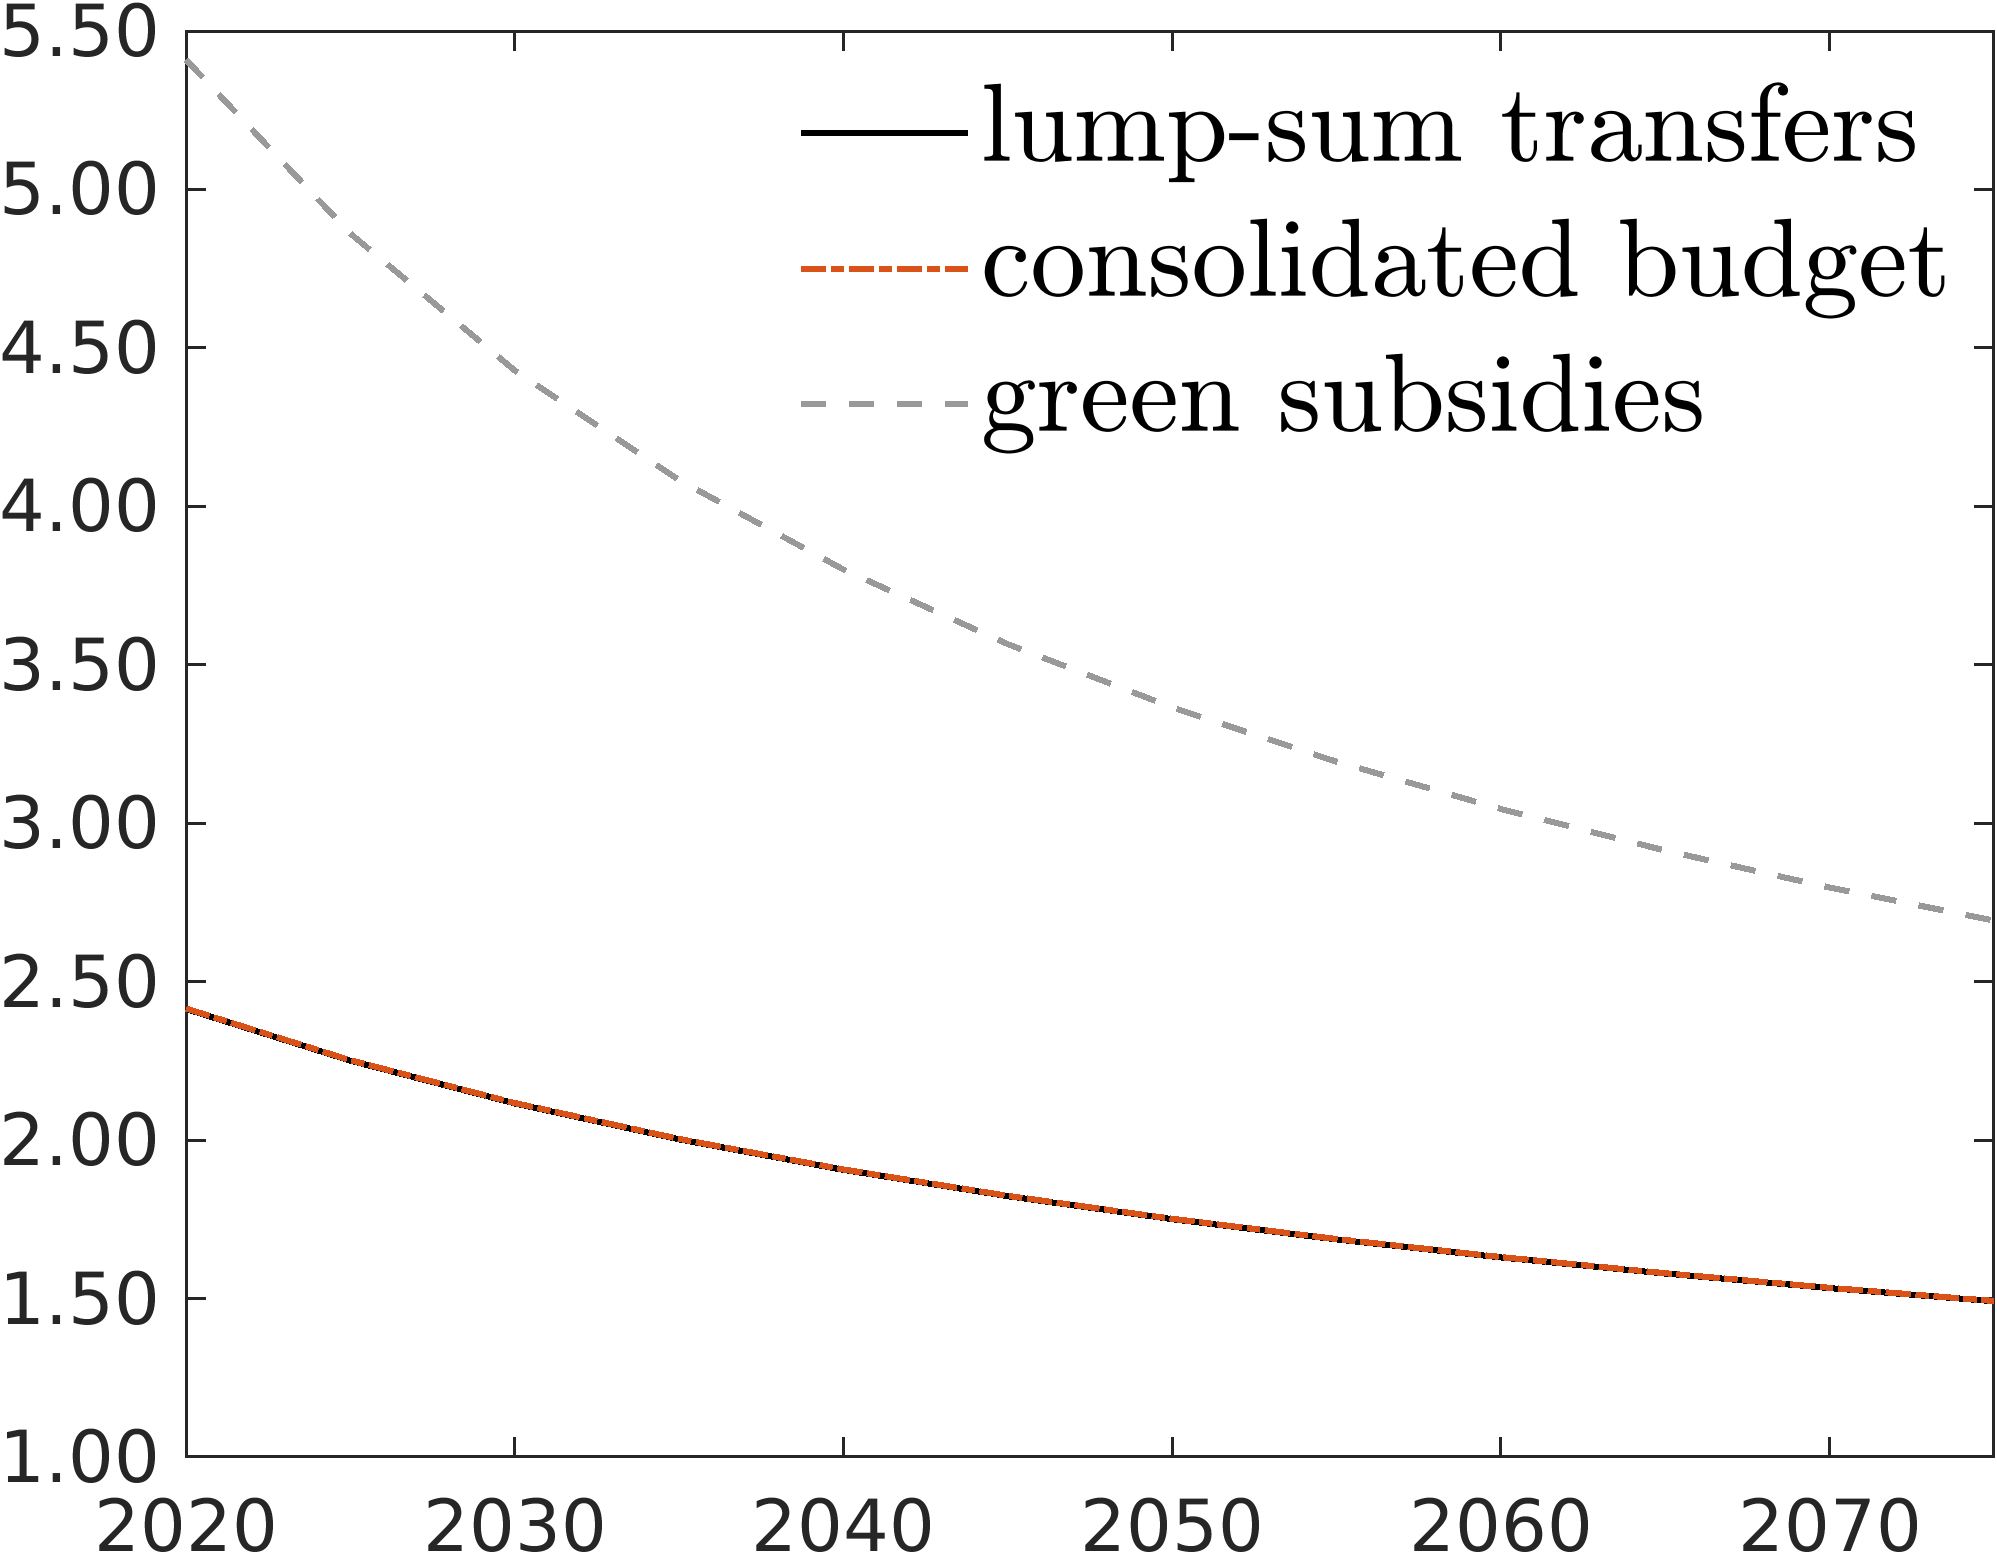 5.50
5.00
4.50
4.00
3.50
3.00
2.50
2.00
1.50
1.00
lump-sum transfers
consolidated budget
green subsidies
2020 2030 2040 2050 2060 2070